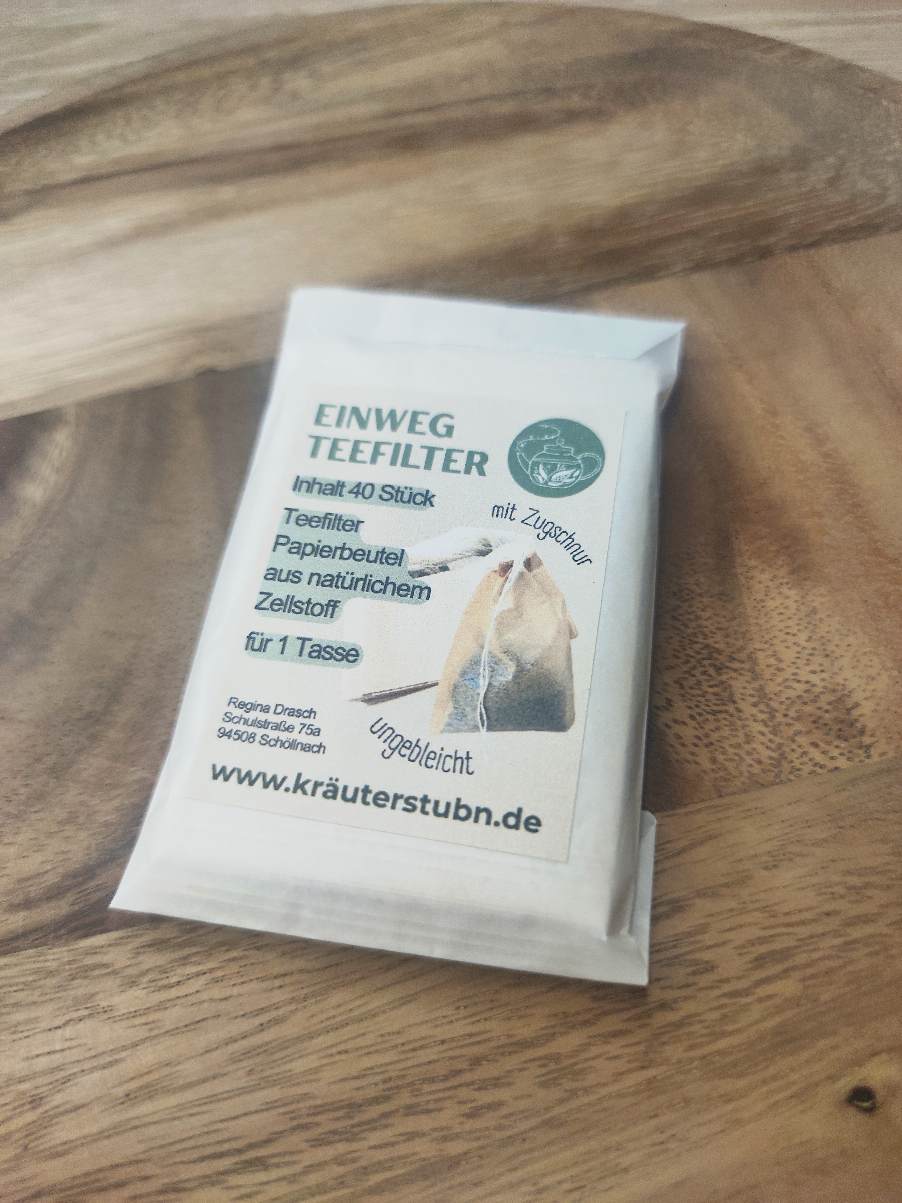 EINWEG
TEEFILTER
Inhalt 40 Stück
mit Zugschnur
Teefilter
Papierbeutel
aus natürlichem
Zellstoff
für 1 Tasse
Regina Drasch
Schulstraße 75a
94508 Schöllnach
ungebleicht
www.kräuterstubn.de